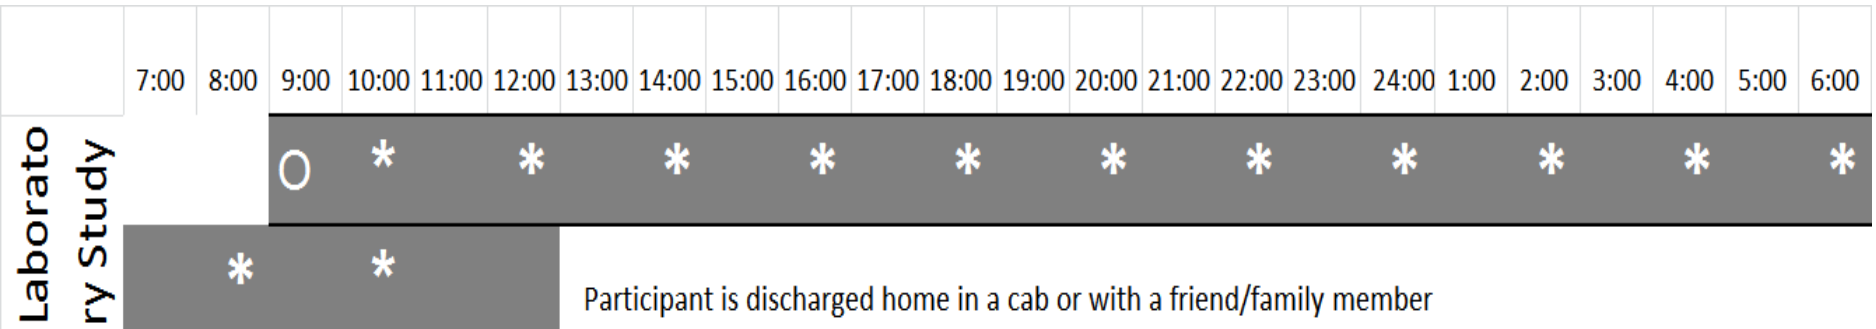 7:00 8:00 9:00 10:00 11:00 12:00 13:00 14:00 15:00 16:00 17:00 18:00 19:00 20:00 21:00 22:00 23:00 24:00 1:00 2:00 3:00 4:00 5:00 6:00
Laborato
ry Study
O * * * * * * * * * * *
* *
Participant is discharged home in a cab or with a friend/family member